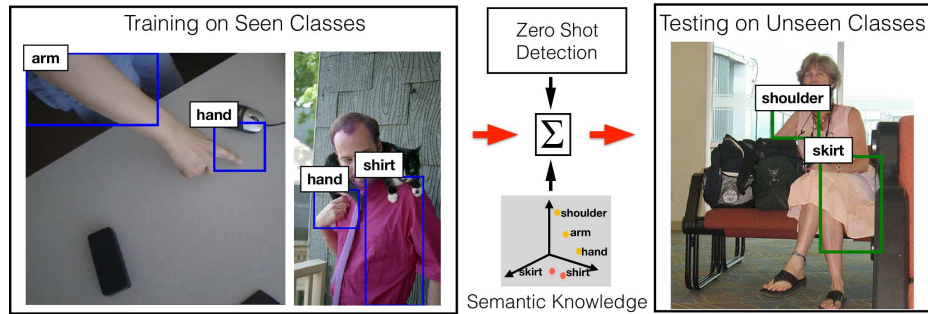 Training on Seen Classes
arm
hand
hand
shirt
Zero Shot
Detection
Σ
shoulder
arm
hand
skirt
shirt
Semantic Knowledge
Testing on Unseen Classes
shoulder
skirt